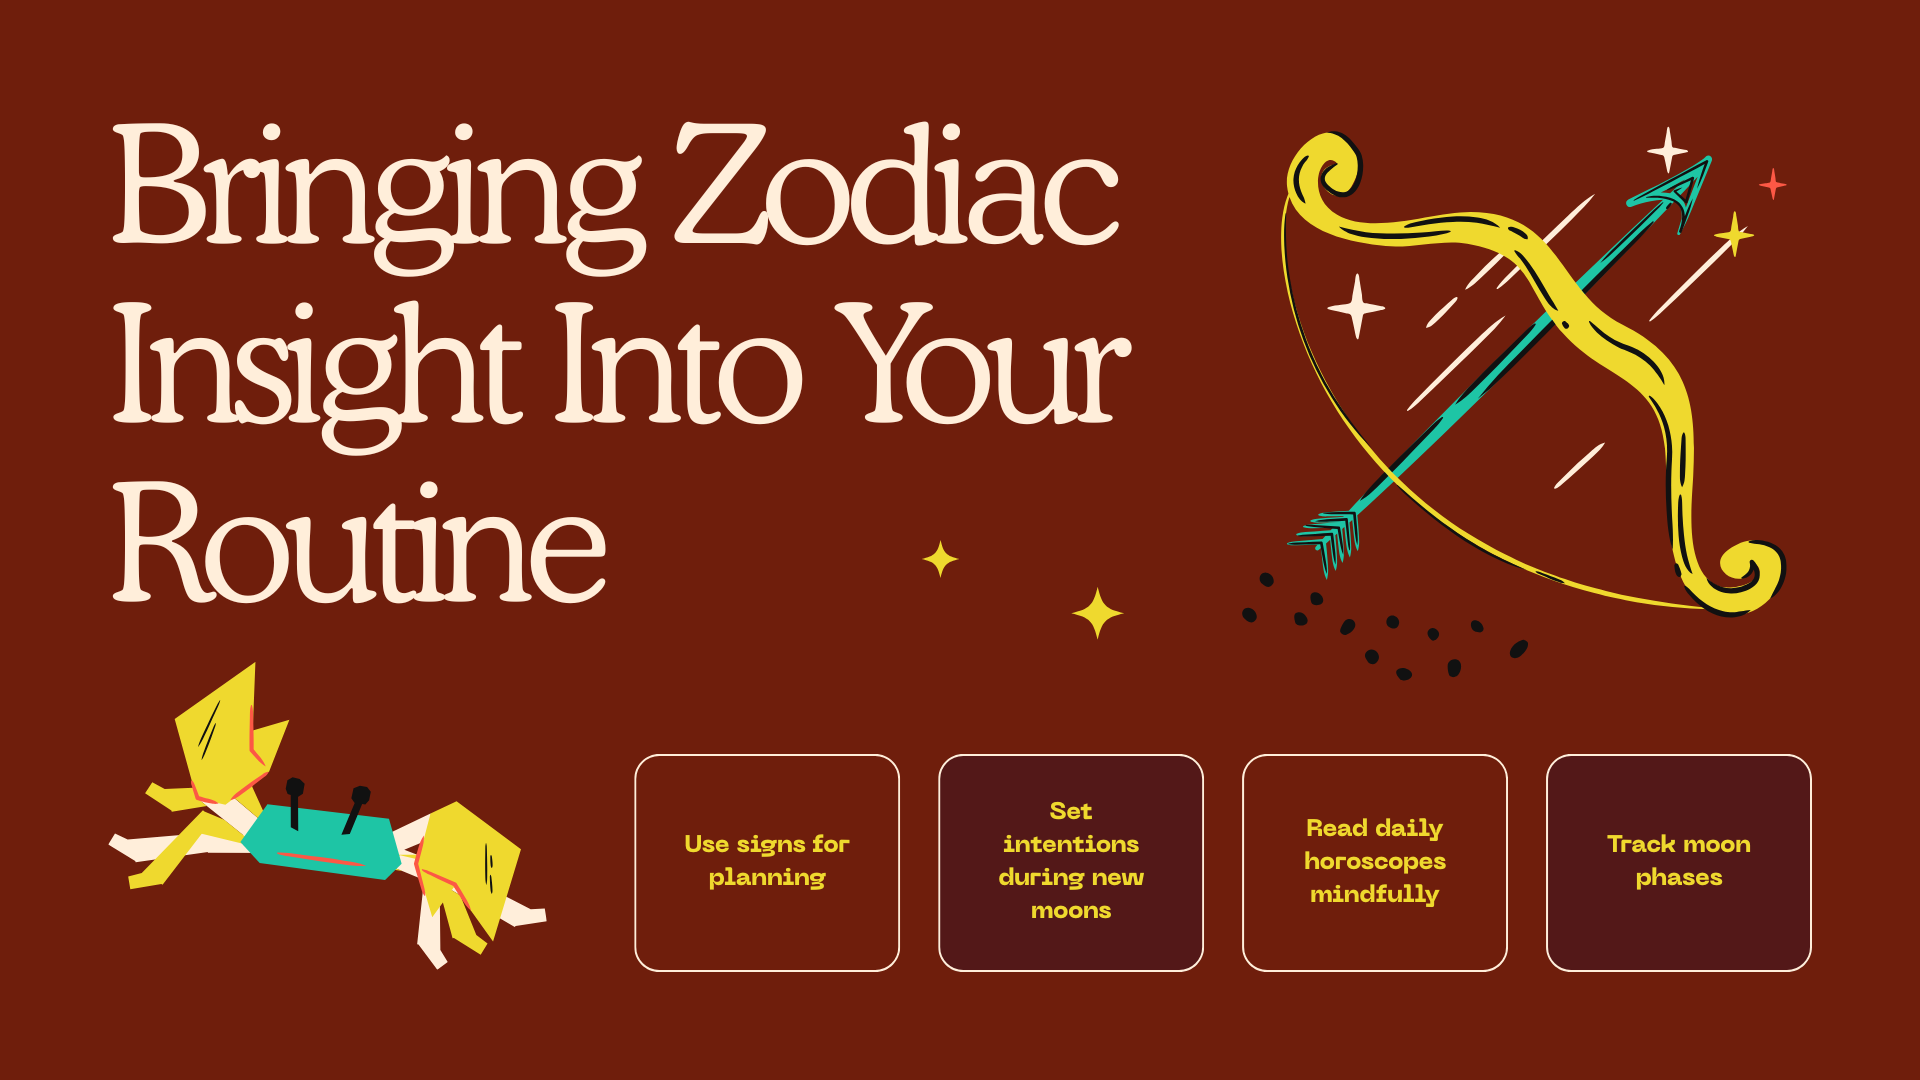 Bringing Zodiac
Insight Into Your
Routine
Use signs for
planning
Set
intentions
during new
moons
Read daily
horoscopes
mindfully
Track moon
phases